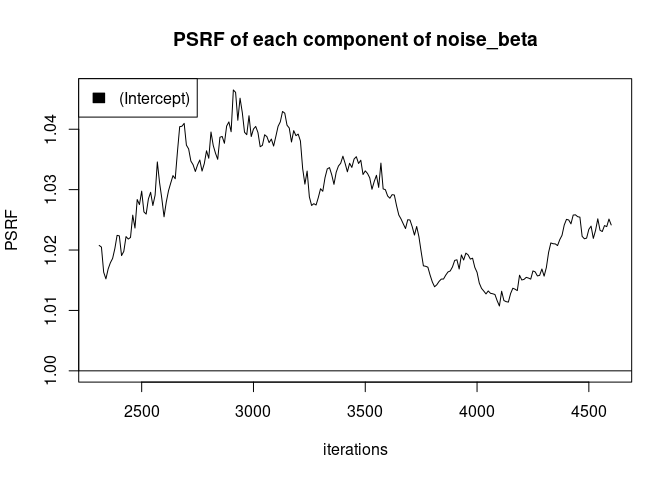 PSRF of each component of noise_beta
(Intercept)
PSRF
1.04
1.03
1.02
1.01
1.00
2500 3000 3500 4000 4500
iterations